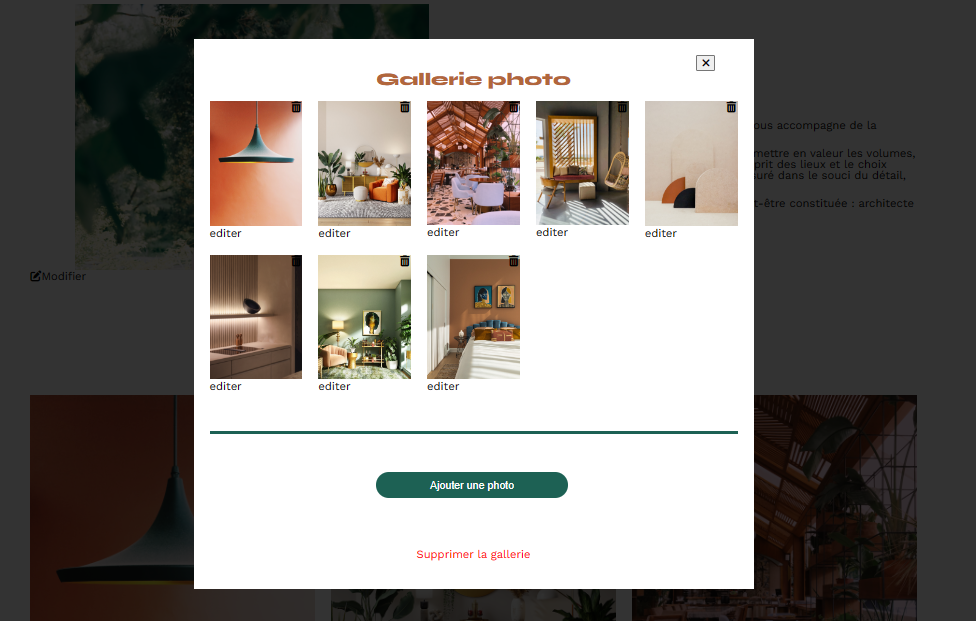 ✕
Gallerie photo
editer
editer
editer
editer
editer
editer
editer
editer
Ajouter une photo
Supprimer la gallerie
Modifier
ous accompagne de la
mettre en valeur les volumes,
prit des lieux et le choix
suré dans le souci du détail,
t-être constituée : architecte